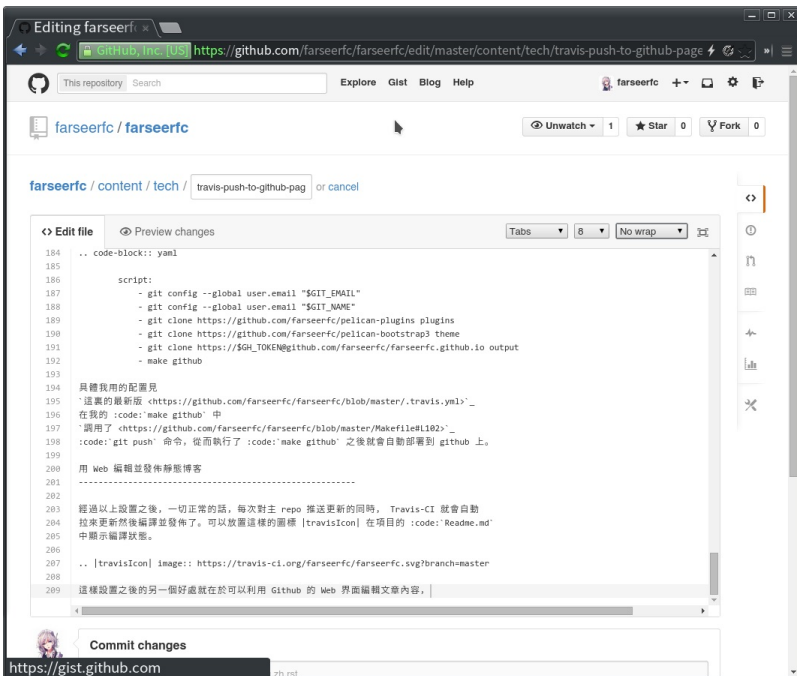 Editing farseerfc
GitHub, Inc. [US] https://github.com/farseerfc/farseerfc/edit/master/content/tech/travis-push-to-github-page
This repository Search Explore Gist Blog Help farseerfc
farseerfc / farseerfc Unwatch 1 Star 0 Fork 0
farseerfc / content / tech / travis-push-to-github-pag or cancel
Edit file Preview changes Tabs 8 No wrap
184 .. code-block:: yaml
185
186 script:
187 - git config --global user.email "$GIT_EMAIL"
188 - git config --global user.name "$GIT_NAME"
189 - git clone https://github.com/farseerfc/pelican-plugins plugins
190 - git clone https://github.com/farseerfc/pelican-bootstrap3 theme
191 - git clone https://$GH_TOKEN@github.com/farseerfc/farseerfc.github.io output
192 - make github
193
194 具體我用的配置見
195 `這裏的最新版 <https://github.com/farseerfc/farseerfc/blob/master/.travis.yml>`_
196 在我的 :code:`make github` 中
197 `調用了 <https://github.com/farseerfc/farseerfc/blob/master/Makefile#L102>`_
198 :code:`git push` 命令，從而執行了 :code:`make github` 之後就會自動部署到 github 上。
199
200 用 Web 編輯並發佈靜態博客
201 --------------------------------------------------------
202
203 經過以上設置之後，一切正常的話，每次對主 repo 推送更新的同時， Travis-CI 就會自動
204 拉來更新然後編譯並發佈了。可以放置這樣的圖標 |travisIcon| 在項目的 :code:`Readme.md`
205 中顯示編譯狀態。
206
207 .. |travisIcon| image:: https://travis-ci.org/farseerfc/farseerfc.svg?branch=master
208
209 這樣設置之後的另一個好處就在於可以利用 Github 的 Web 界面編輯文章內容，
Commit changes
https://gist.github.com
zh.rst